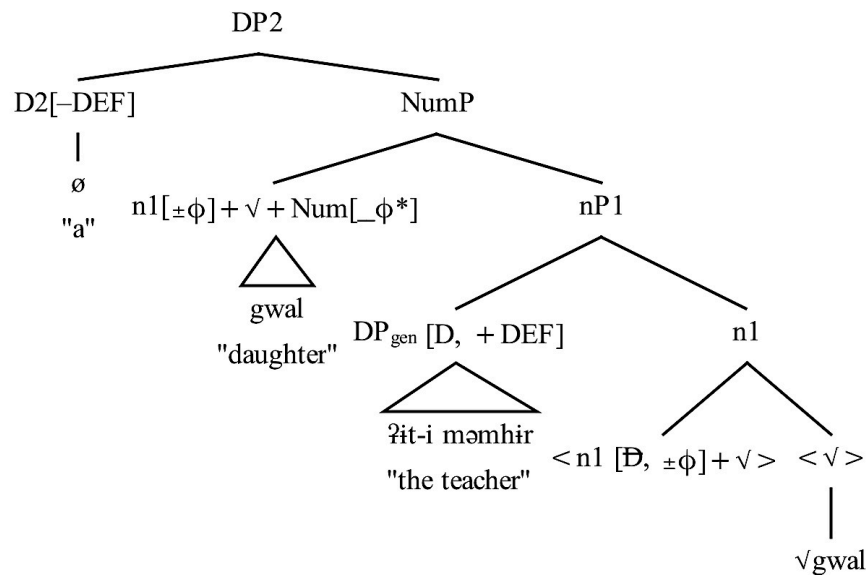 DP2
D2[–DEF] NumP
ø
"a"
n1[±ϕ] + √ + Num[_ϕ*] nP1
gwal
"daughter"
DPgen [D, + DEF] n1
ʔɨt-i məmhɨr
"the teacher"
< n1 [D̶, ±ϕ] + √ > < √ >
√gwal